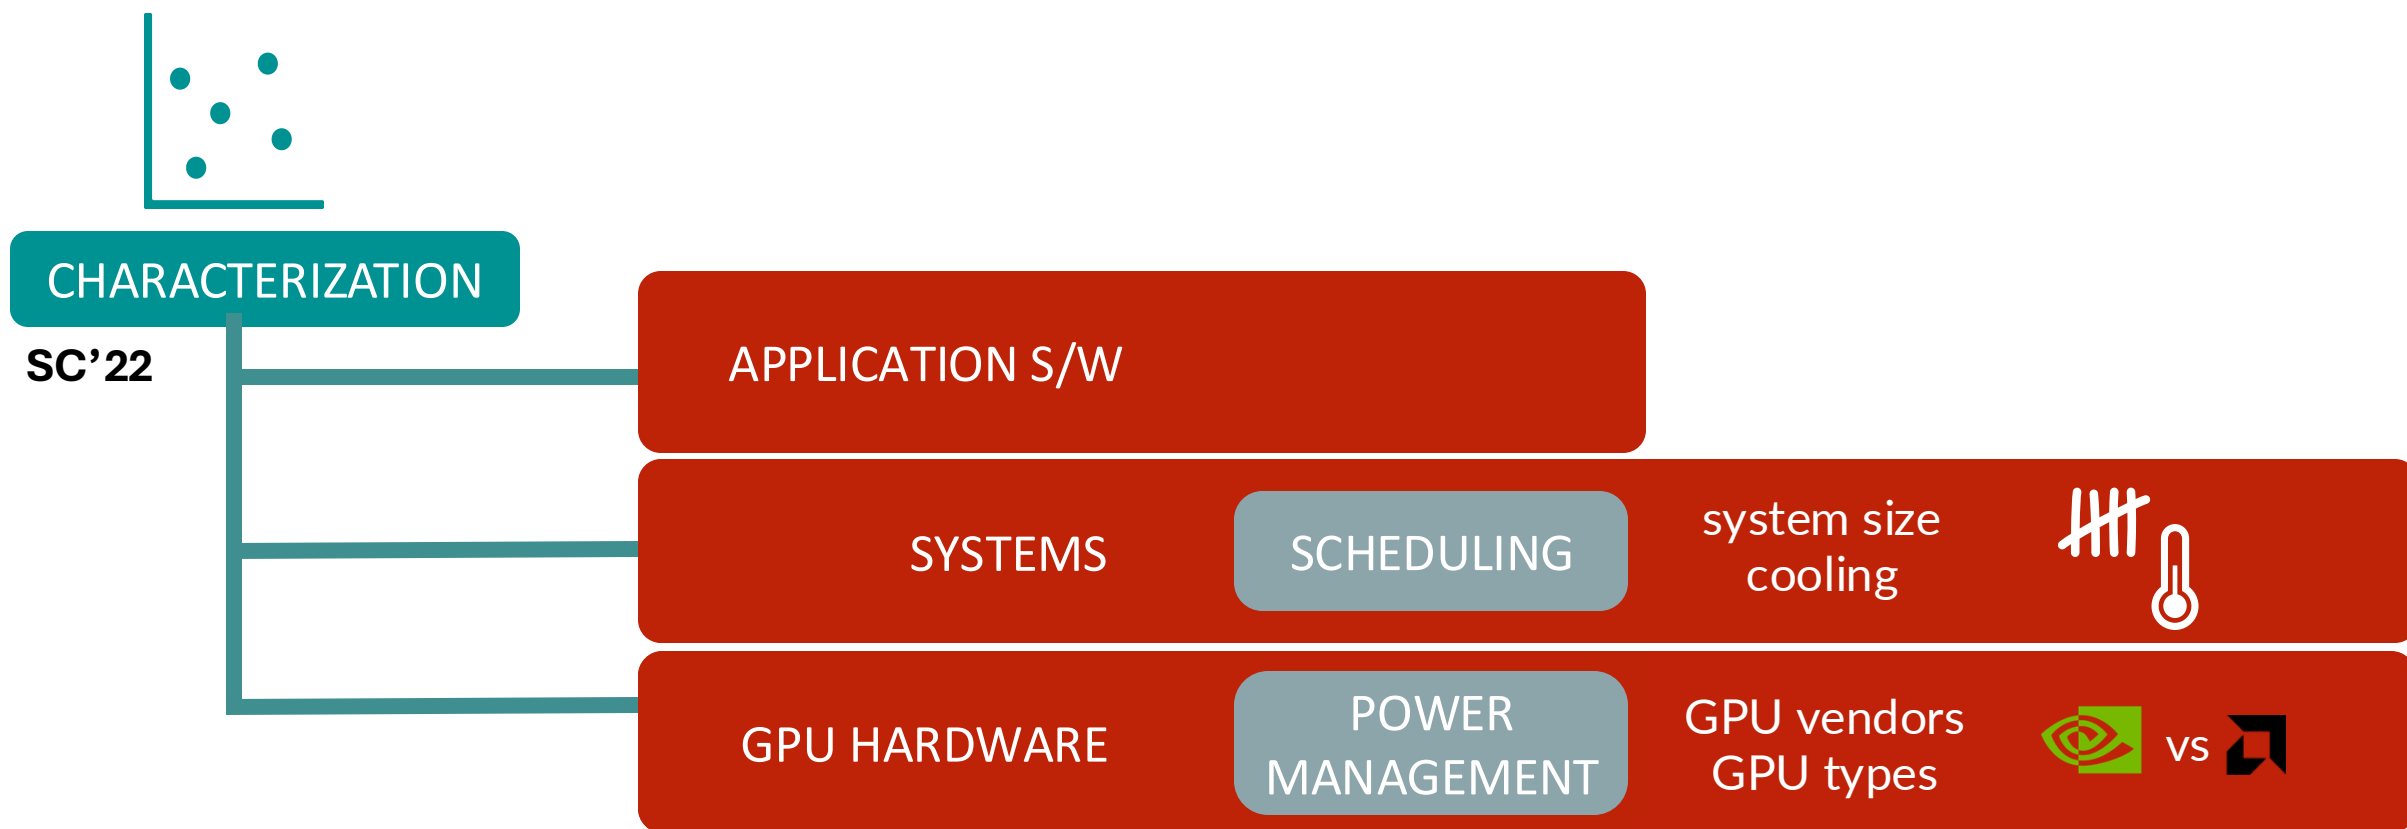 CHARACTERIZATION
SC’22
APPLICATION S/W
SYSTEMS
SCHEDULING
system size
cooling
GPU HARDWARE
POWER
MANAGEMENT
GPU vendors
GPU types
vs